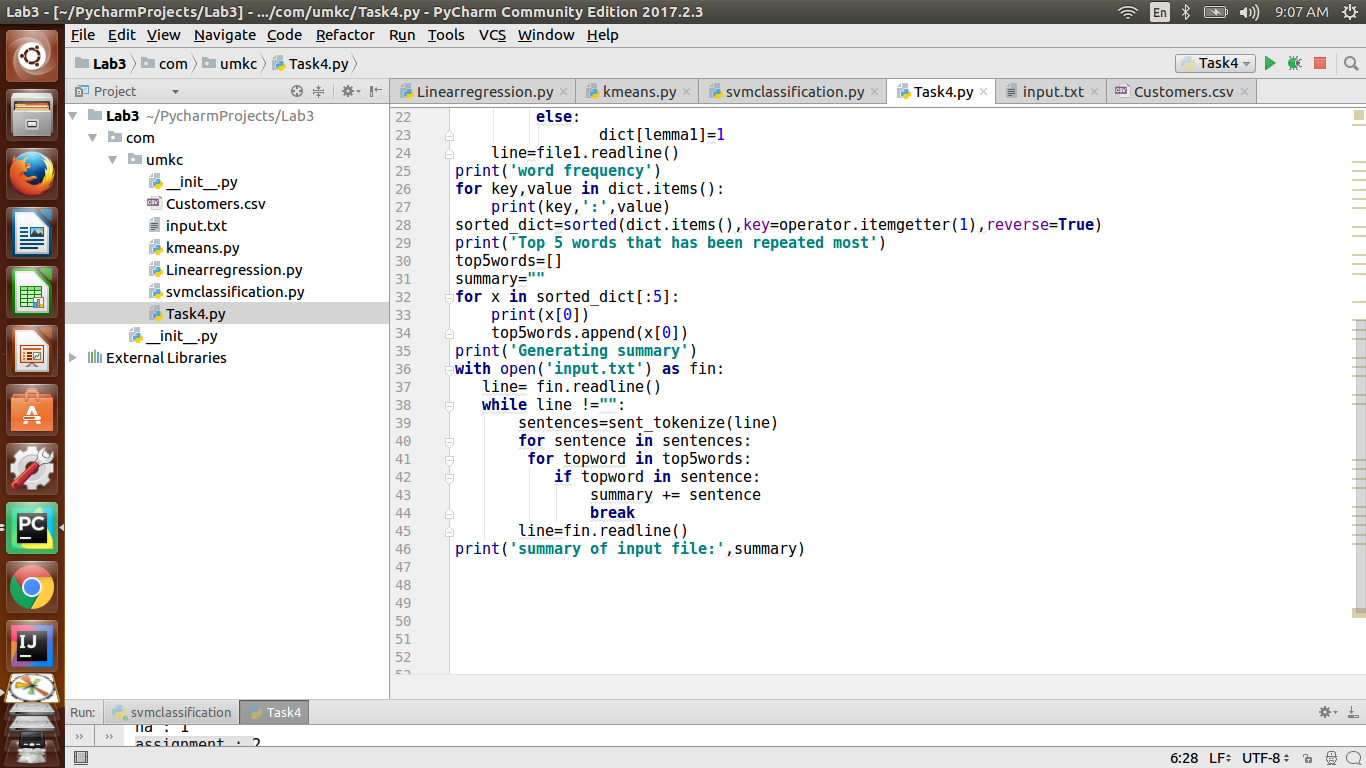 Lab3 - [~/PycharmProjects/Lab3] - .../com/umkc/Task4.py - PyCharm Community Edition 2017.2.3
En
9:07 AM
File Edit View Navigate Code Refactor Run Tools VCS Window Help
Lab3 com umkc Task4.py
Task4
Project
Linearregression.py kmeans.py svmclassification.py Task4.py input.txt Customers.csv
Lab3 ~/PycharmProjects/Lab3
com
umkc
__init__.py
Customers.csv
input.txt
kmeans.py
Linearregression.py
svmclassification.py
Task4.py
__init__.py
External Libraries
22 else:
23 dict[lemma1]=1
24 line=file1.readline()
25 print('word frequency')
26 for key,value in dict.items():
27 print(key,':',value)
28 sorted_dict=sorted(dict.items(),key=operator.itemgetter(1),reverse=True)
29 print('Top 5 words that has been repeated most')
30 top5words=[]
31 summary=""
32 for x in sorted_dict[:5]:
33 print(x[0])
34 top5words.append(x[0])
35 print('Generating summary')
36 with open('input.txt') as fin:
37 line= fin.readline()
38 while line !="":
39 sentences=sent_tokenize(line)
40 for sentence in sentences:
41 for topword in top5words:
42 if topword in sentence:
43 summary += sentence
44 break
45 line=fin.readline()
46 print('summary of input file:',summary)
47
48
49
50
51
52
53
PC
IJ
Run: svmclassification Task4
na : 1
assignment : 2
6:28 LF UTF-8